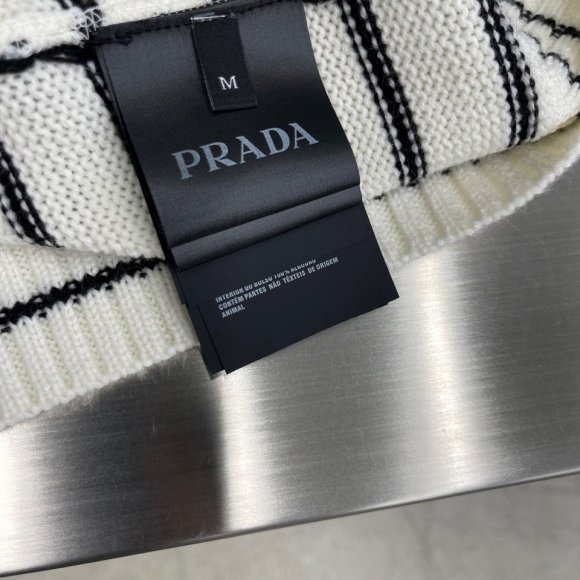 M
PRADA
INTERIOR DO BOLSO 100% ALGODÃO
CONTÉM PARTES NÃO TÊXTEIS DE ORIGEM
ANIMAL